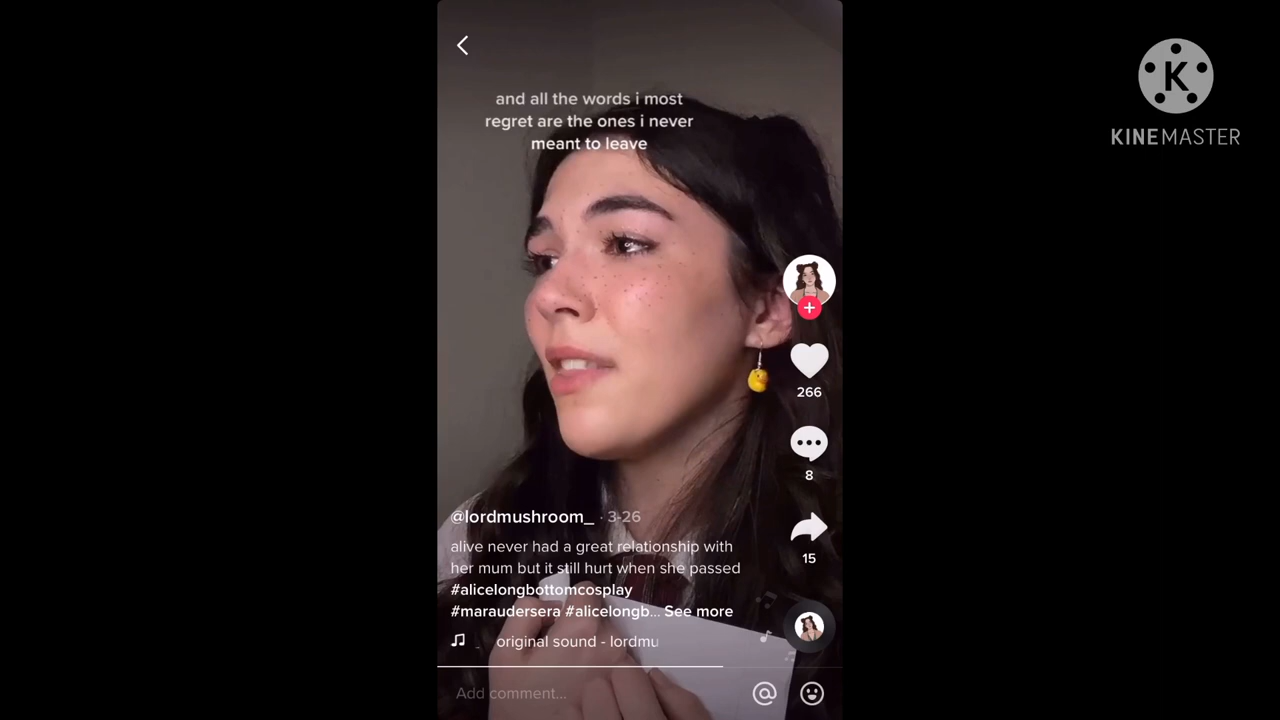 and all the words i most
regret are the ones i never
meant to leave
K
KINEMASTER
266
8
15
@lordmushroom_ · 3-26
alive never had a great relationship with
her mum but it still hurt when she passed
#alicelongbottomcosplay
#maraudersera #alicelongb... See more
original sound - lordmu
Add comment...
@